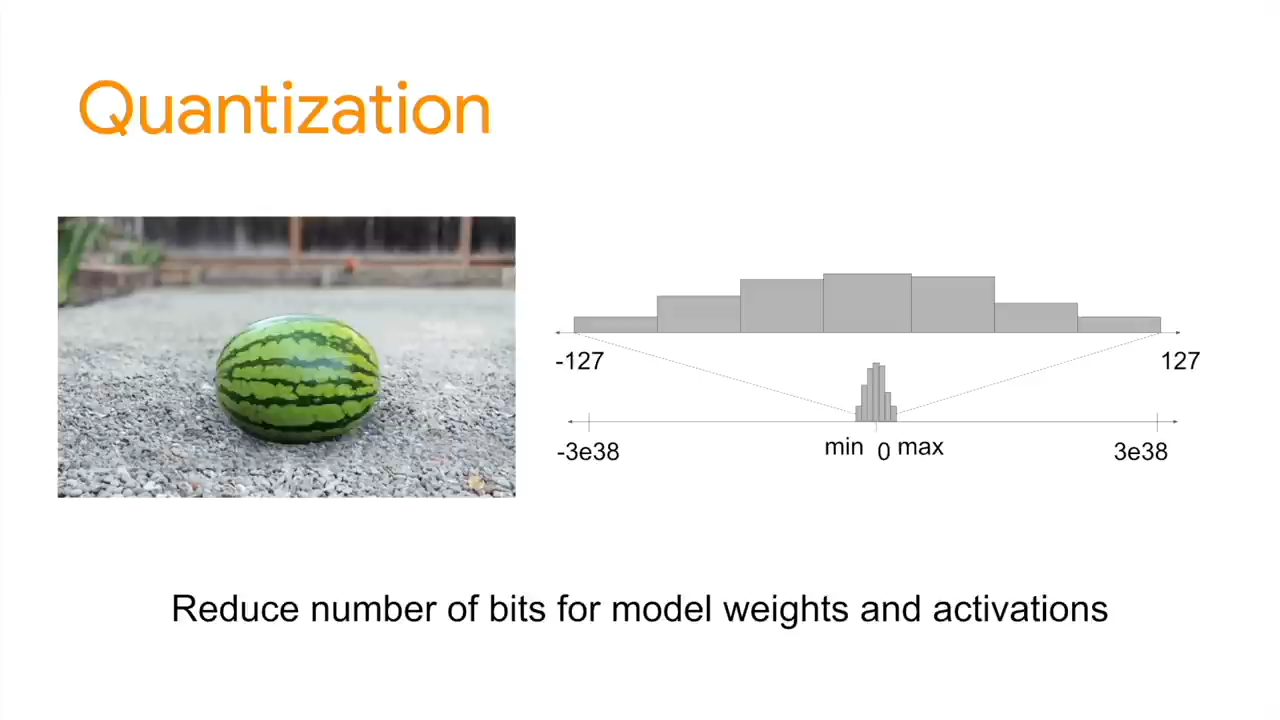 Quantization
-127
127
-3e38
min
0
max
3e38
Reduce number of bits for model weights and activations